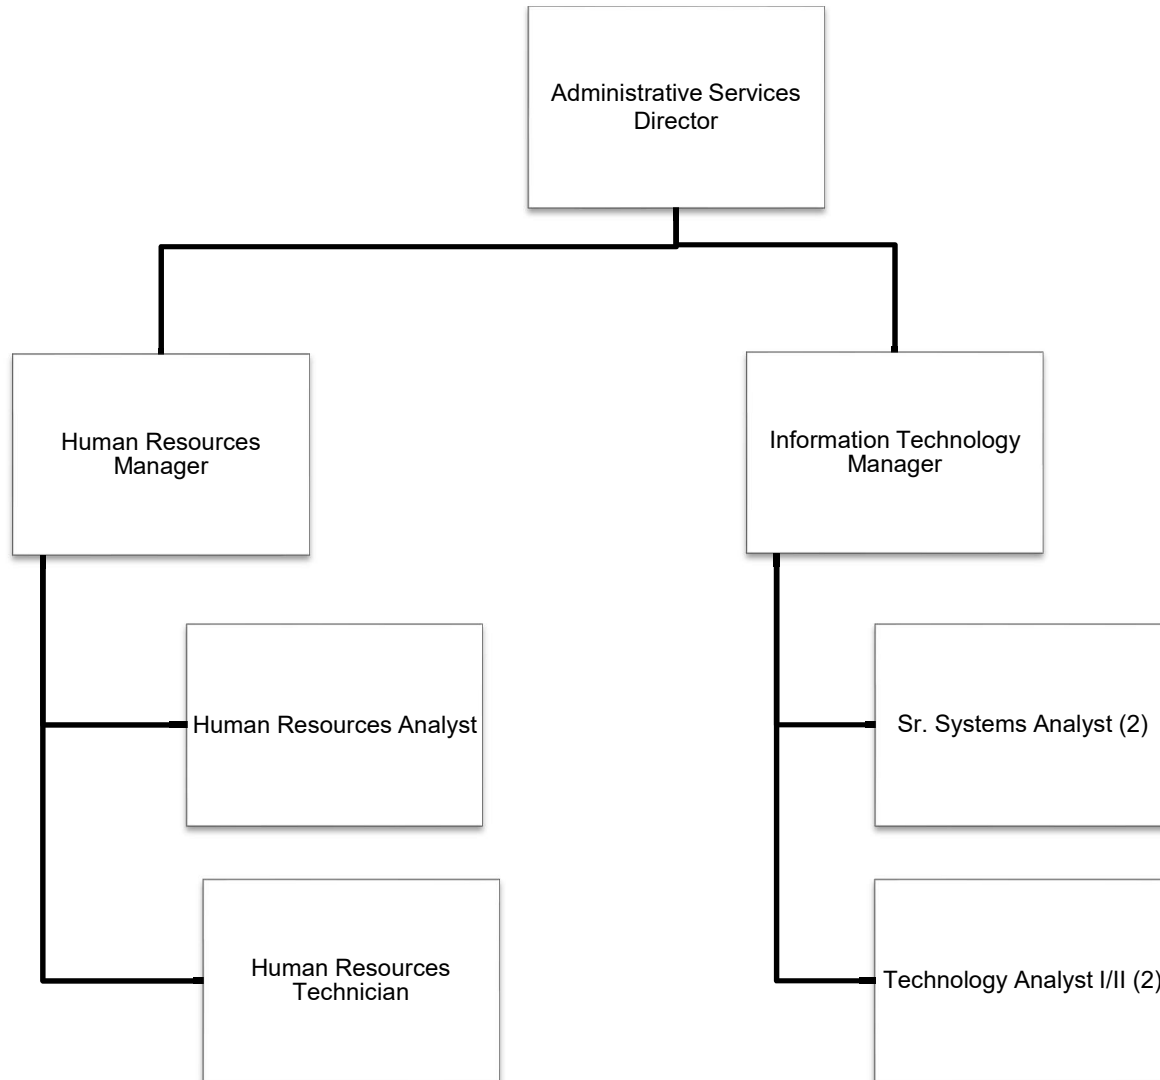 Administrative Services
Director
Human Resources
Manager
Information Technology
Manager
Human Resources Analyst
Sr. Systems Analyst (2)
Human Resources
Technician
Technology Analyst I/II (2)